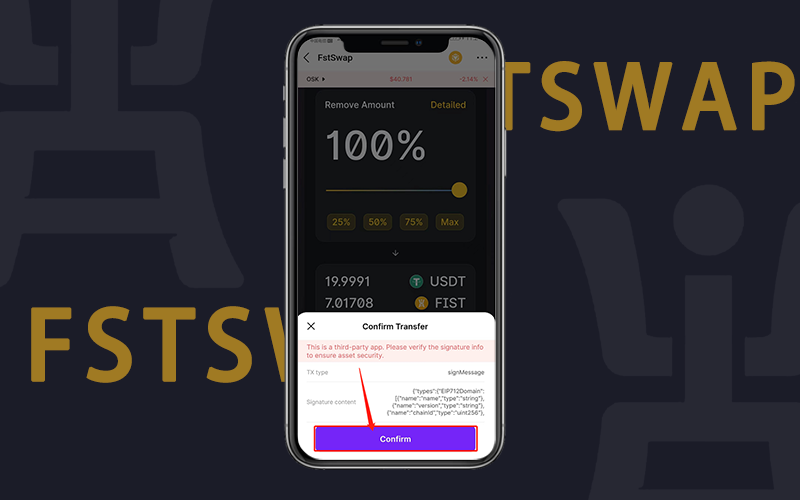 FstSwap
OSK
$40.781
-2.14%
TSWAP
Remove Amount
Detailed
100%
25%
50%
75%
Max
19.9991
USDT
7.01708
FIST
FSTSW
Confirm Transfer
This is a third-party app. Please verify the signature info
to ensure asset security.
TX type
signMessage
Signature content
{"types":{"EIP712Domain":
[{"name":"name","type":"string"},
{"name":"version","type":"string"},
{"name":"chainId","type":"uint256"},
Confirm